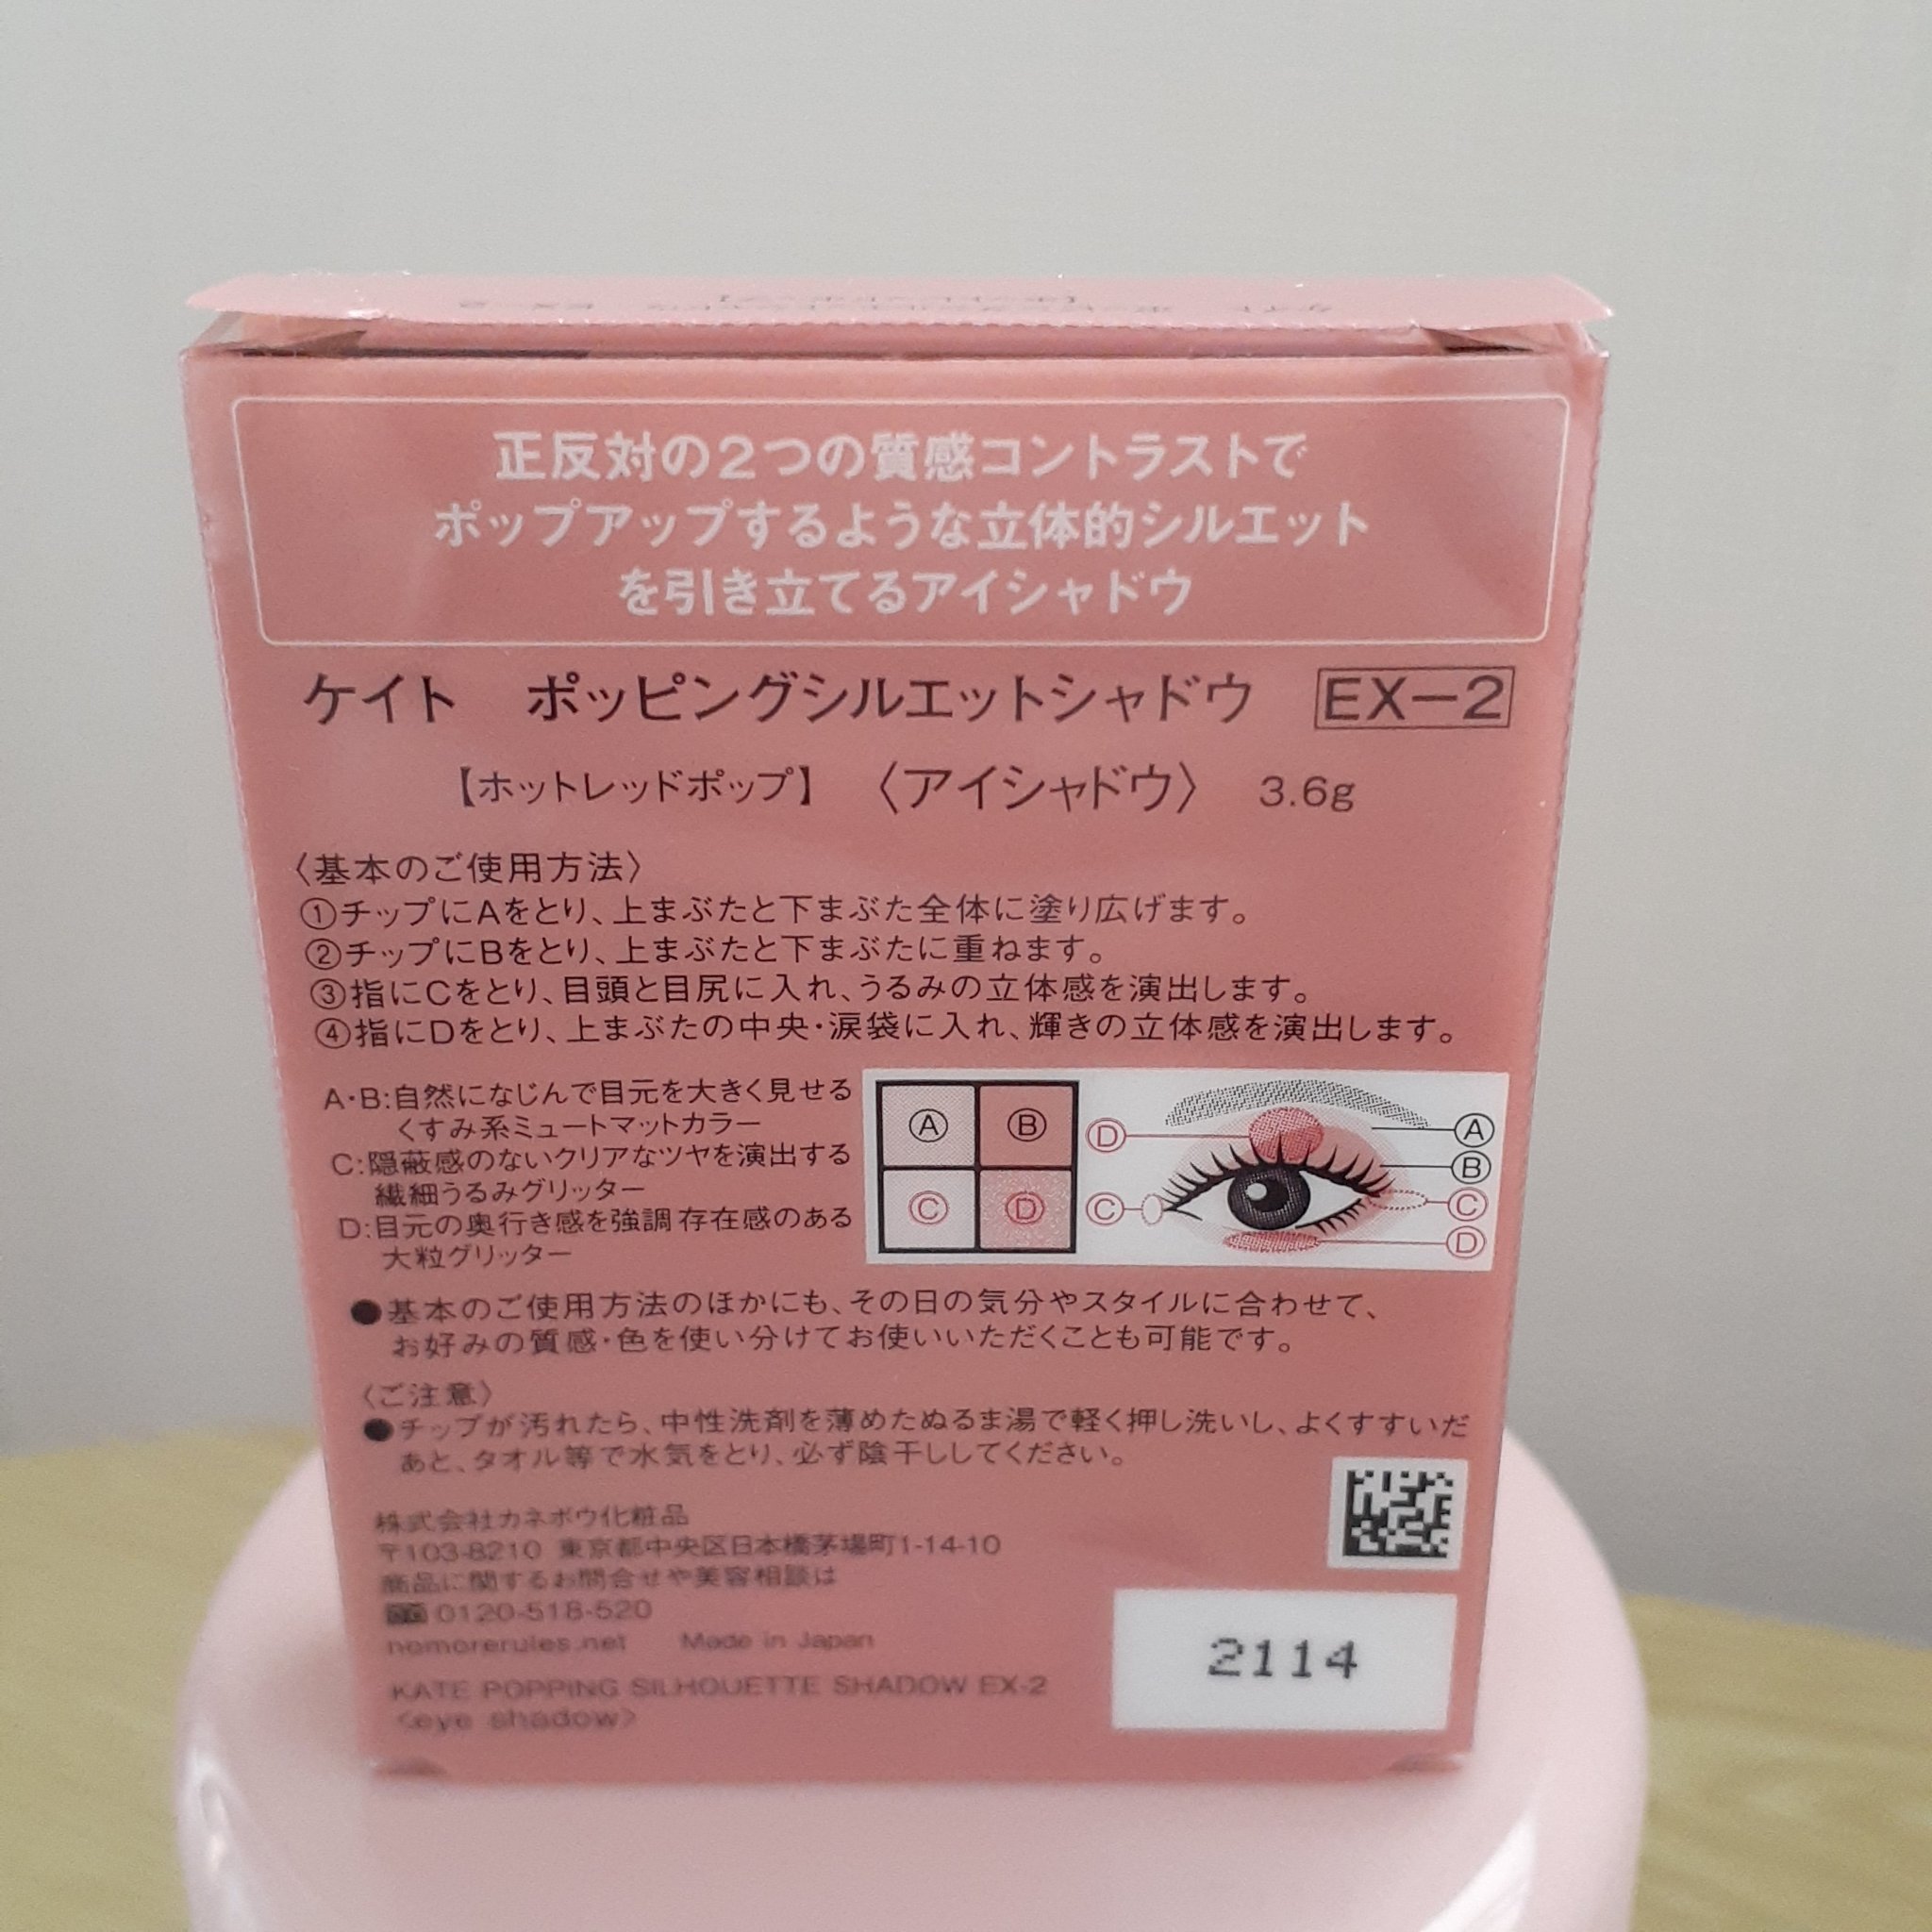 正反対の2つの質感コントラストで
ポップアップするような立体的シルエット
を引き立てるアイシャドウ
ケイト ポッピングシルエットシャドウ EX-2
【ホットレッドポップ】 〈アイシャドウ〉 3.6g
〈基本のご使用方法〉
①チップにAをとり、上まぶたと下まぶた全体に塗り広げます。
②チップにBをとり、上まぶたと下まぶたに重ねます。
③指にCをとり、目頭と目尻に入れ、うるみの立体感を演出します。
④指にDをとり、上まぶたの中央・涙袋に入れ、輝きの立体感を演出します。
A・B:自然になじんで目元を大きく見せる
くすみ系ミュートマットカラー
C:隠蔽感のないクリアなツヤを演出する
繊細うるみグリッター
D:目元の奥行き感を強調 存在感のある
大粒グリッター
Ⓐ Ⓑ
Ⓒ Ⓓ
Ⓓ Ⓐ
Ⓑ
Ⓒ Ⓒ
Ⓓ
●基本のご使用方法のほかにも、その日の気分やスタイルに合わせて、
お好みの質感・色を使い分けてお使いいただくことも可能です。
〈ご注意〉
●チップが汚れたら、中性洗剤を薄めたぬるま湯で軽く押し洗いし、よくすすいだ
あと、タオル等で水気をとり、必ず陰干ししてください。
株式会社カネボウ化粧品
〒103-8210 東京都中央区日本橋茅場町1-14-10
商品に関するお問合せや美容相談は
0120-518-520
nomorerules.net Made in Japan
KATE POPPING SILHOUETTE SHADOW EX-2
<eye shadow>
2114